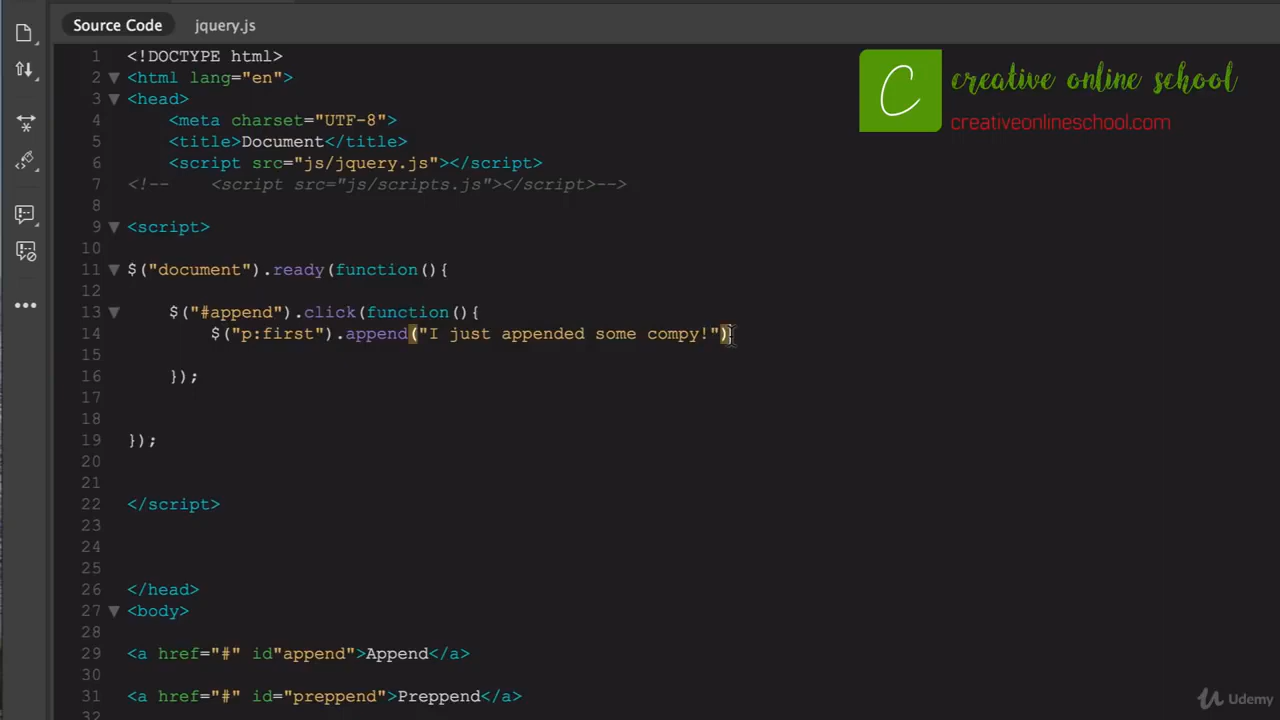 Source Code jquery.js
C creative online school
creativeonlineschool.com
1 <!DOCTYPE html>
2 <html lang="en">
3 <head>
4 <meta charset="UTF-8">
5 <title>Document</title>
6 <script src="js/jquery.js"></script>
7 <!-- <script src="js/scripts.js"></script>-->
8
9 <script>
10
11 $("document").ready(function(){
12
13 $("#append").click(function(){
14 $("p:first").append("I just appended some compy!")
15
16 });
17
18
19 });
20
21
22 </script>
23
24
25
26 </head>
27 <body>
28
29 <a href="#" id"append">Append</a>
30
31 <a href="#" id="preppend">Preppend</a>
32
Udemy